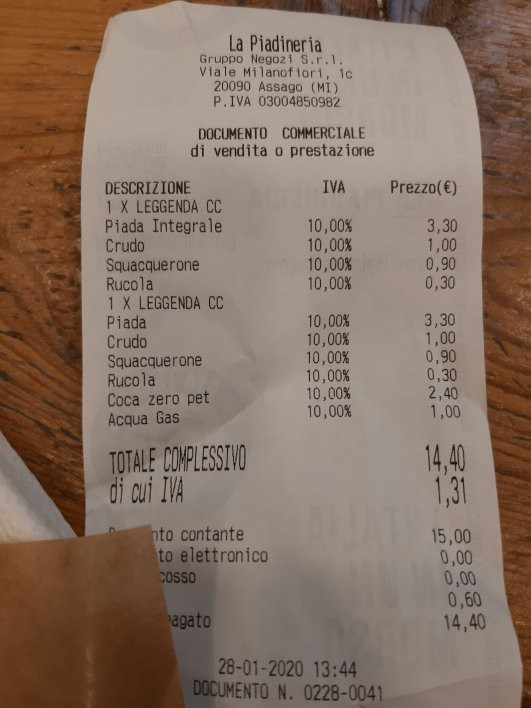 La Piadineria
Gruppo Negozi S.r.l.
Viale Milanofiori, 1c
20090 Assago (MI)
P.IVA 03004850982
DOCUMENTO COMMERCIALE
di vendita o prestazione
DESCRIZIONE IVA Prezzo(€)
1 X LEGGENDA CC
Piada Integrale 10,00% 3,30
Crudo 10,00% 1,00
Squacquerone 10,00% 0,90
Rucola 10,00% 0,30
1 X LEGGENDA CC
Piada 10,00% 3,30
Crudo 10,00% 1,00
Squacquerone 10,00% 0,90
Rucola 10,00% 0,30
Coca zero pet 10,00% 2,40
Acqua Gas 10,00% 1,00
TOTALE COMPLESSIVO 14,40
di cui IVA 1,31
contante 15,00
elettronico 0,00
0,00
0,60
14,40
28-01-2020 13:44
DOCUMENTO N. 0228-0041